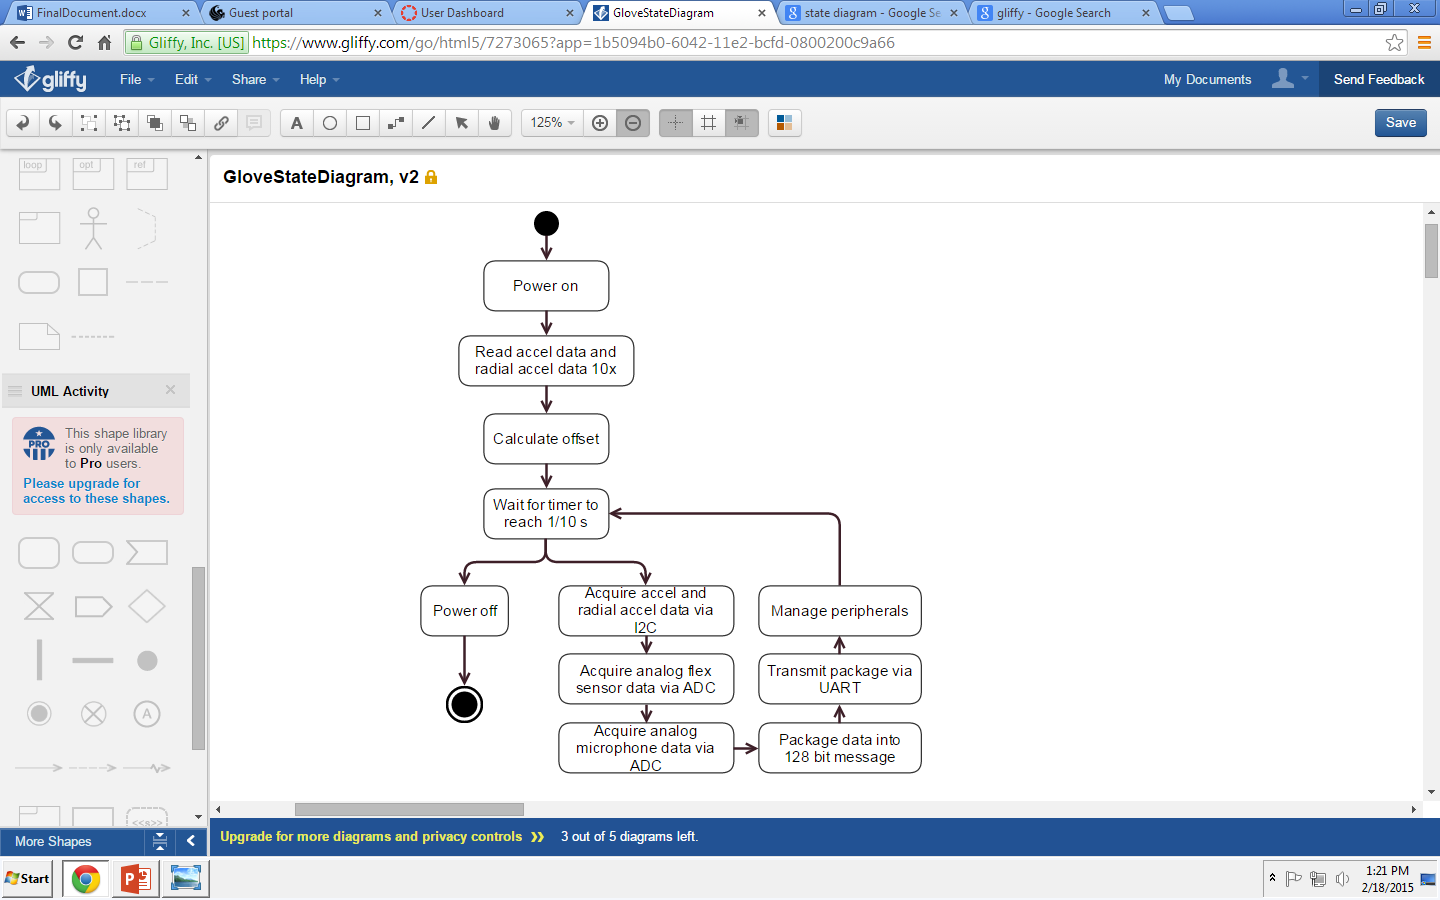 FinalDocument.docx
Guest portal
User Dashboard
GloveStateDiagram
state diagram - Google Se
gliffy - Google Search
Gliffy, Inc. [US]
https://www.gliffy.com/go/html5/7273065?app=1b5094b0-6042-11e2-bcfd-0800200c9a66
gliffy
File
Edit
Share
Help
My Documents
Send Feedback
A
125%
Save
loop
opt
ref
GloveStateDiagram, v2
UML Activity
PRO
This shape library
is only available
to Pro users.
Please upgrade for
access to these shapes.
A
<<s>>
Power on
Read accel data and
radial accel data 10x
Calculate offset
Wait for timer to
reach 1/10 s
Power off
Acquire accel and
radial accel data via
I2C
Manage peripherals
Acquire analog flex
sensor data via ADC
Transmit package via
UART
Acquire analog
microphone data via
ADC
Package data into
128 bit message
More Shapes
Upgrade for more diagrams and privacy controls
3 out of 5 diagrams left.
Start
1:21 PM
2/18/2015